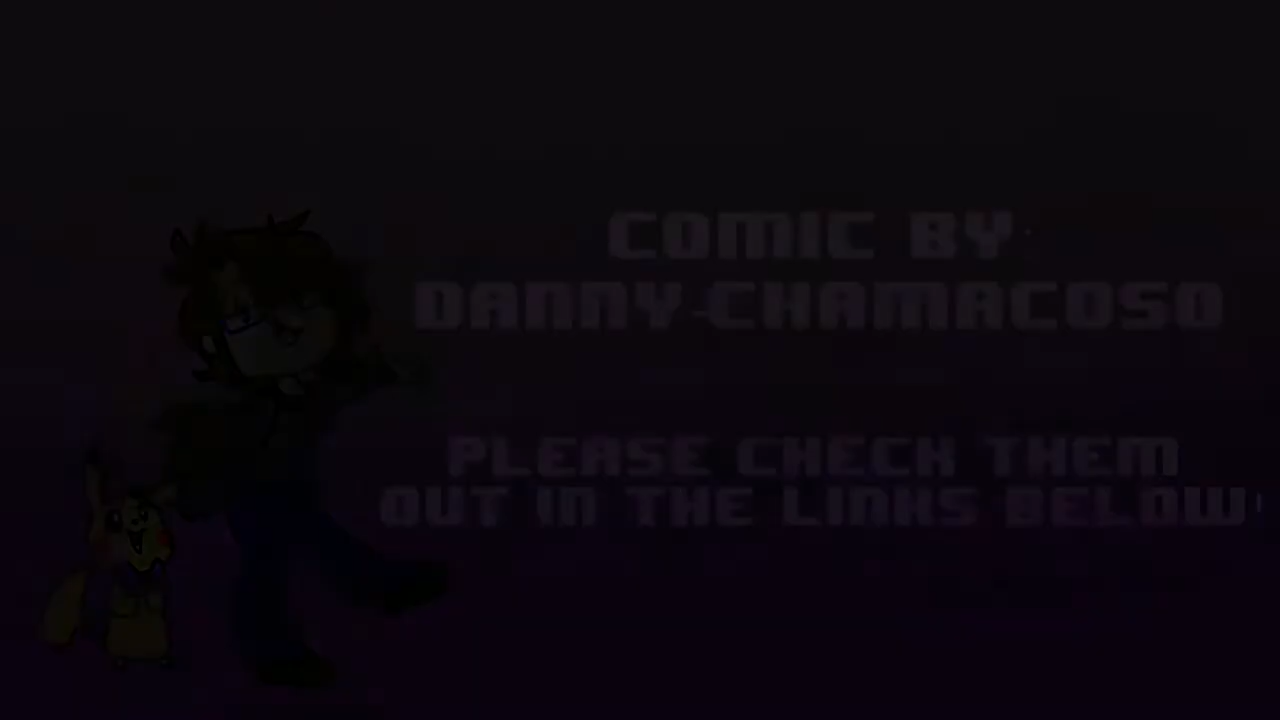 COMIC BY
DANNY-CHAMACOSO
PLEASE CHECK THEM
OUT IN THE LINKS BELOW!